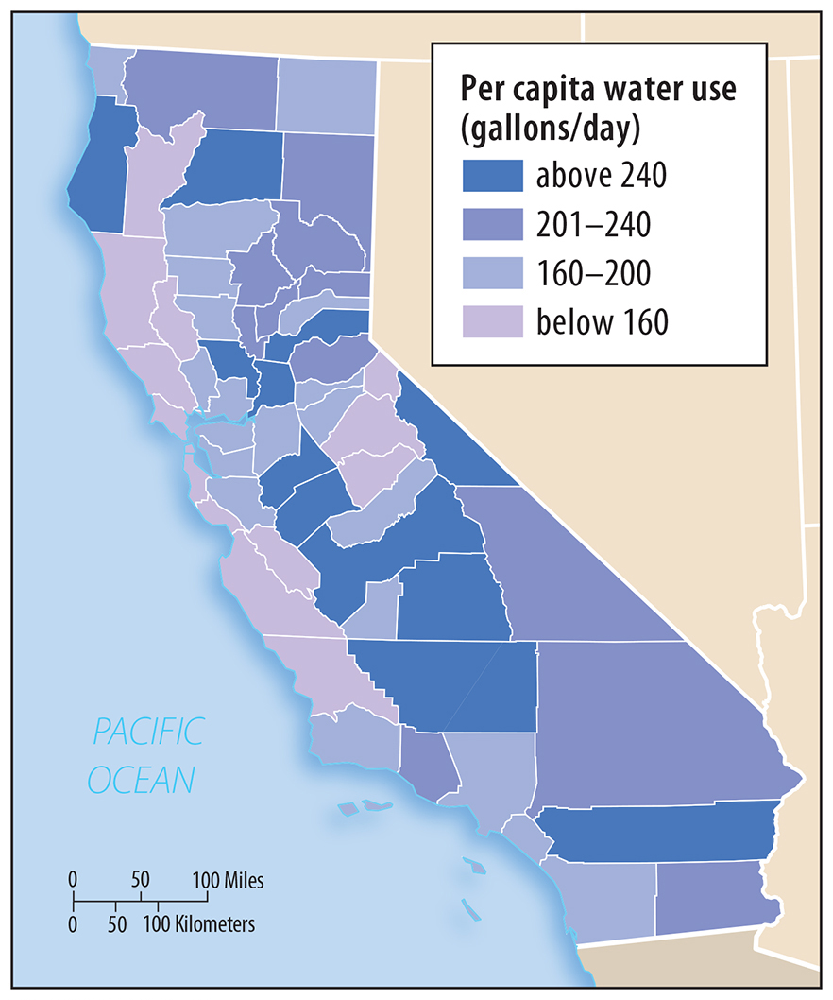 Per capita water use
(gallons/day)
above 240
201–240
160–200
below 160
PACIFIC
OCEAN
0 50 100 Miles
0 50 100 Kilometers